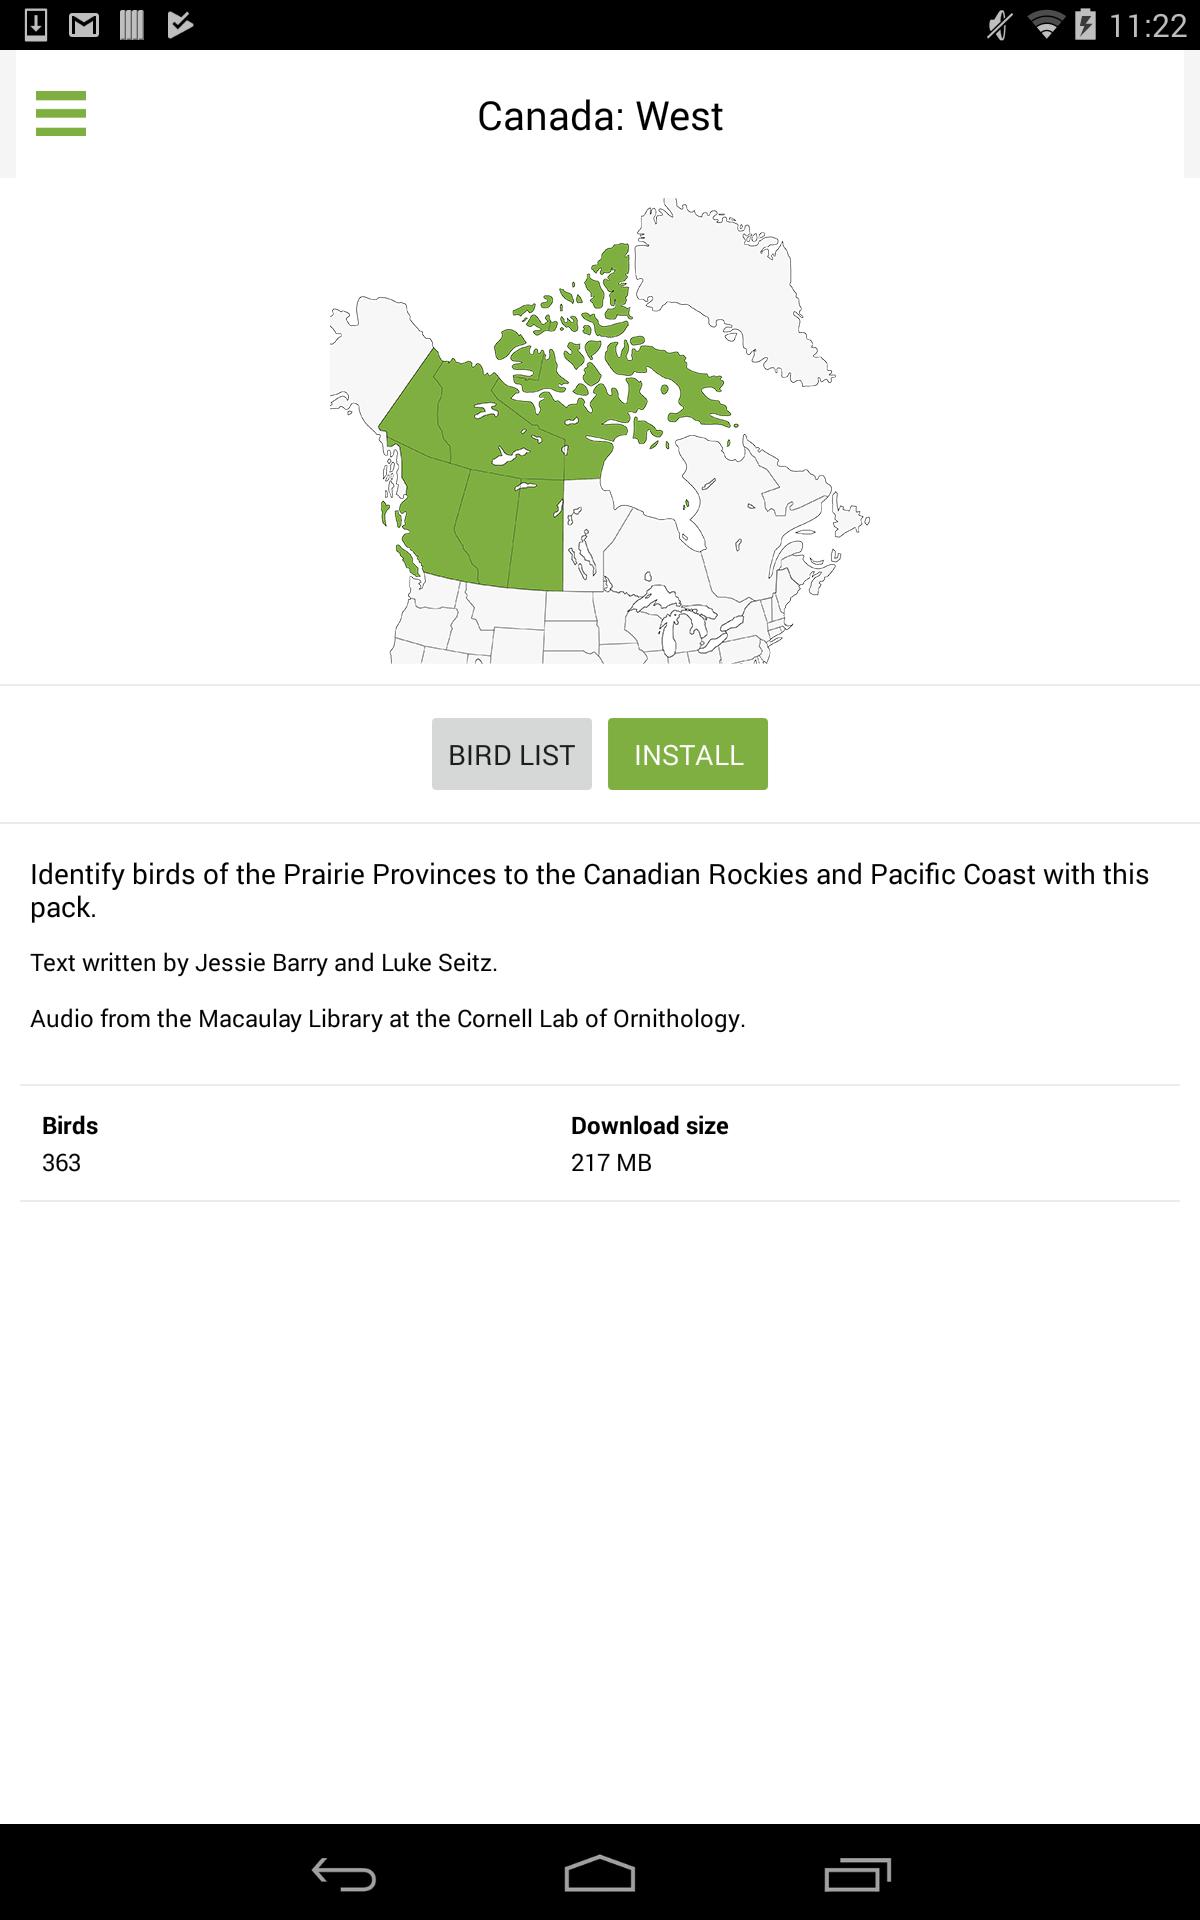 11:22
Canada: West
BIRD LIST
INSTALL
Identify birds of the Prairie Provinces to the Canadian Rockies and Pacific Coast with this
pack.
Text written by Jessie Barry and Luke Seitz.
Audio from the Macaulay Library at the Cornell Lab of Ornithology.
Birds
363
Download size
217 MB